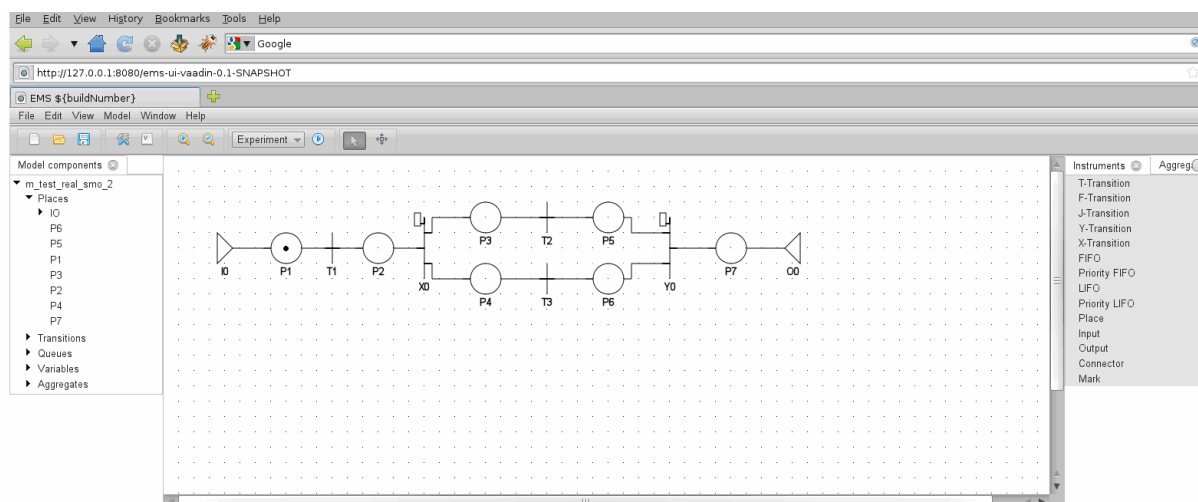 File Edit View History Bookmarks Tools Help
Google
http://127.0.0.1:8080/ems-ui-vaadin-0.1-SNAPSHOT
EMS ${buildNumber}
File Edit View Model Window Help
Experiment
Model components
m_test_real_smo_2
Places
IO
P6
P5
P1
P3
P2
P4
P7
Transitions
Queues
Variables
Aggregates
P3 T2 P5
I0 P1 T1 P2 X0 Y0 P7 O0
P4 T3 P6
Instruments Aggreg
T-Transition
F-Transition
J-Transition
Y-Transition
X-Transition
FIFO
Priority FIFO
LIFO
Priority LIFO
Place
Input
Output
Connector
Mark